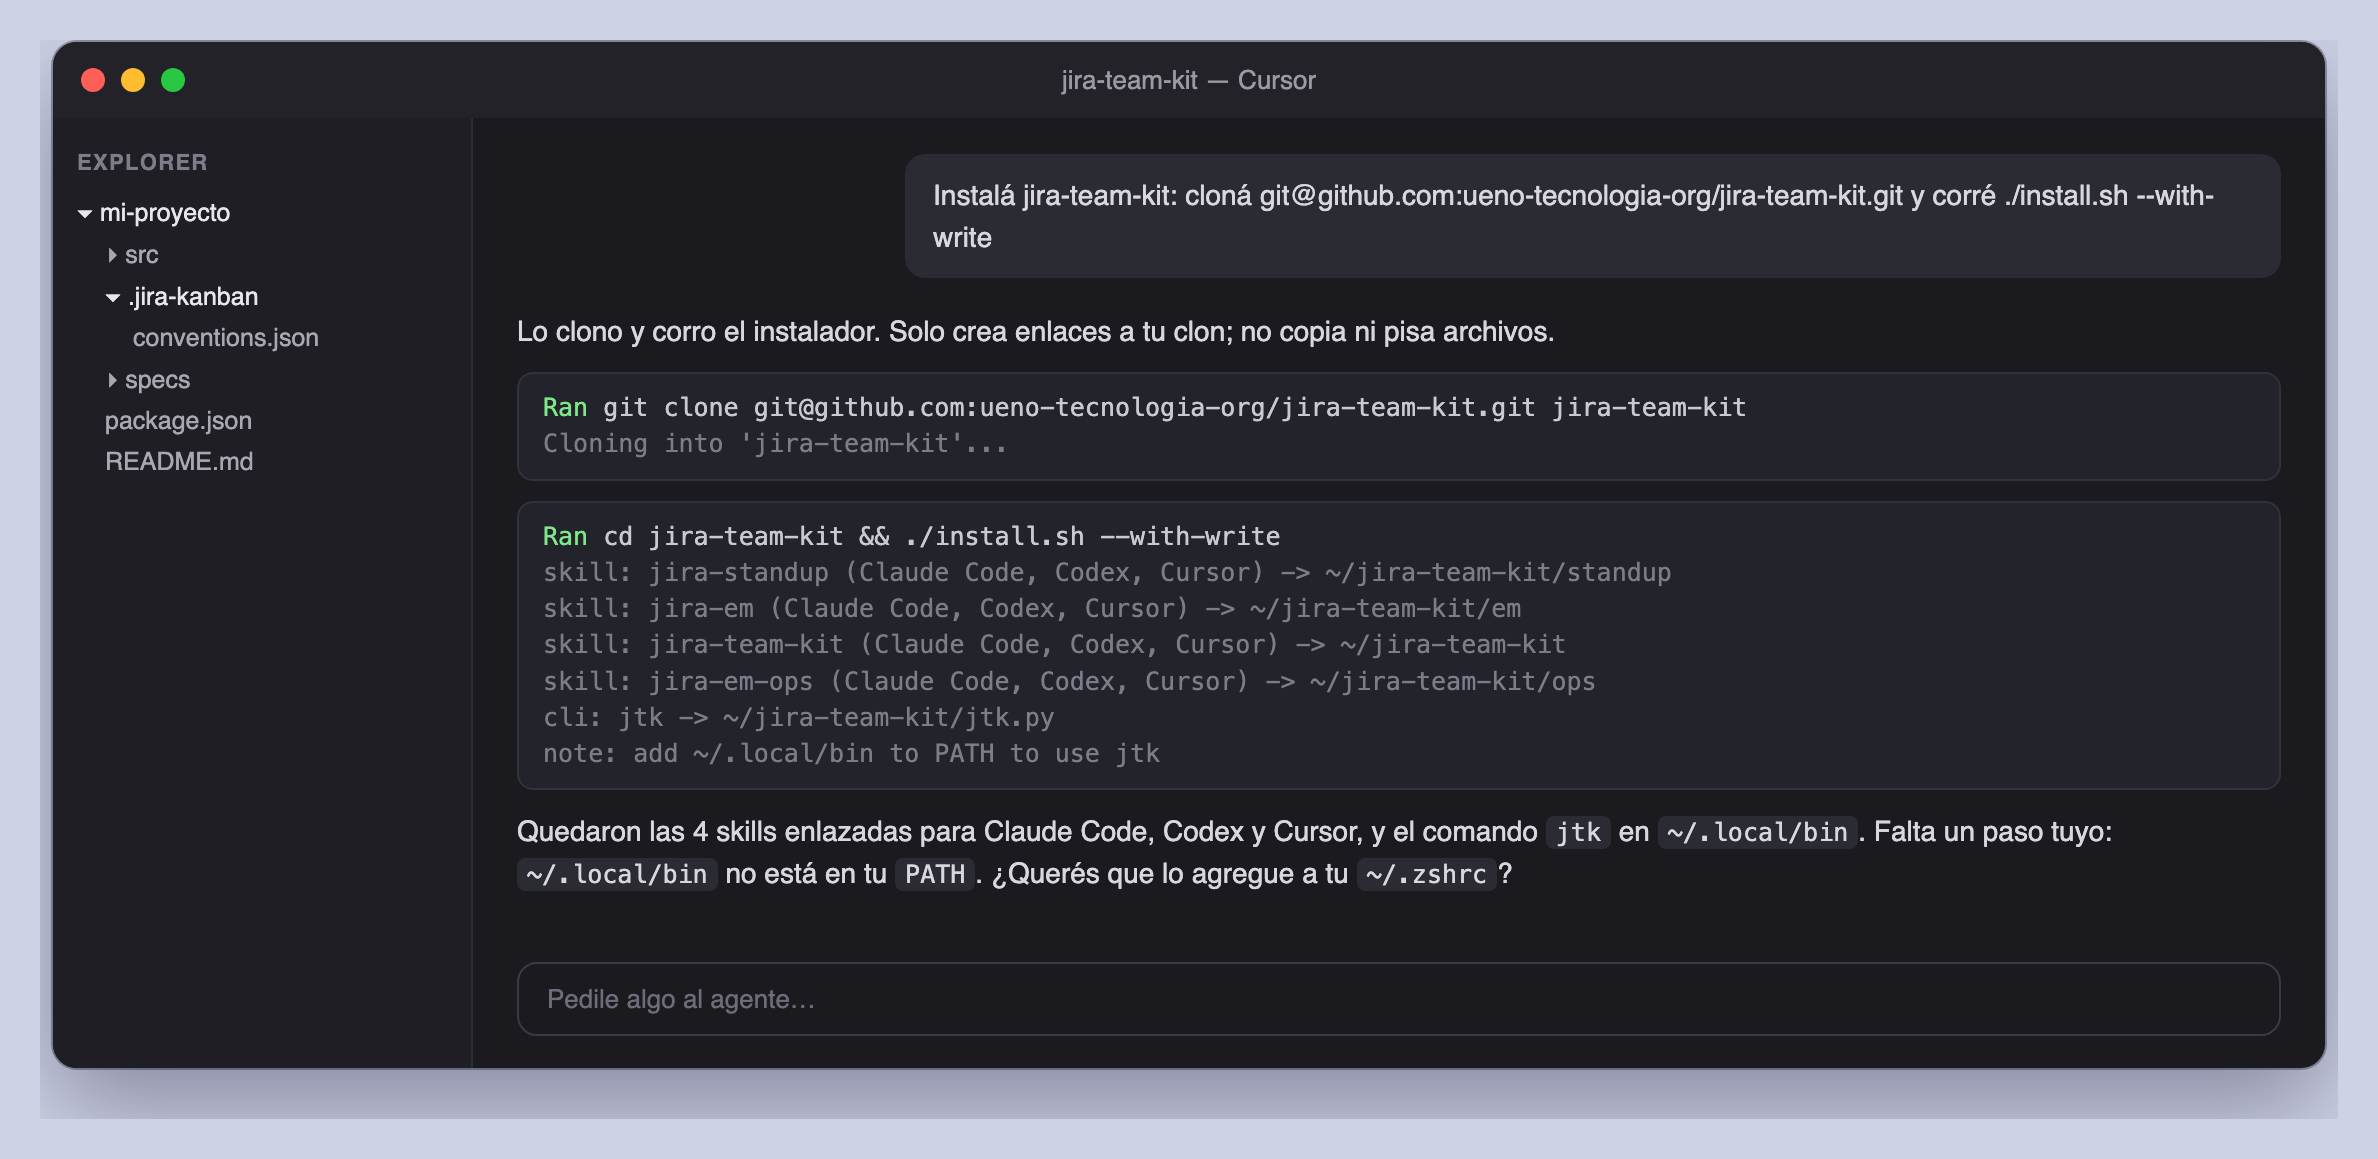 jira-team-kit — Cursor
EXPLORER
mi-proyecto
src
.jira-kanban
conventions.json
specs
package.json
README.md
Instalá jira-team-kit: cloná git@github.com:ueno-tecnologia-org/jira-team-kit.git y corré ./install.sh --with-
write
Lo clono y corro el instalador. Solo crea enlaces a tu clon; no copia ni pisa archivos.
Ran git clone git@github.com:ueno-tecnologia-org/jira-team-kit.git jira-team-kit
Cloning into 'jira-team-kit'...
Ran cd jira-team-kit && ./install.sh --with-write
skill: jira-standup (Claude Code, Codex, Cursor) -> ~/jira-team-kit/standup
skill: jira-em (Claude Code, Codex, Cursor) -> ~/jira-team-kit/em
skill: jira-team-kit (Claude Code, Codex, Cursor) -> ~/jira-team-kit
skill: jira-em-ops (Claude Code, Codex, Cursor) -> ~/jira-team-kit/ops
cli: jtk -> ~/jira-team-kit/jtk.py
note: add ~/.local/bin to PATH to use jtk
Quedaron las 4 skills enlazadas para Claude Code, Codex y Cursor, y el comando jtk en ~/.local/bin. Falta un paso tuyo:
~/.local/bin no está en tu PATH. ¿Querés que lo agregue a tu ~/.zshrc?
Pedile algo al agente…